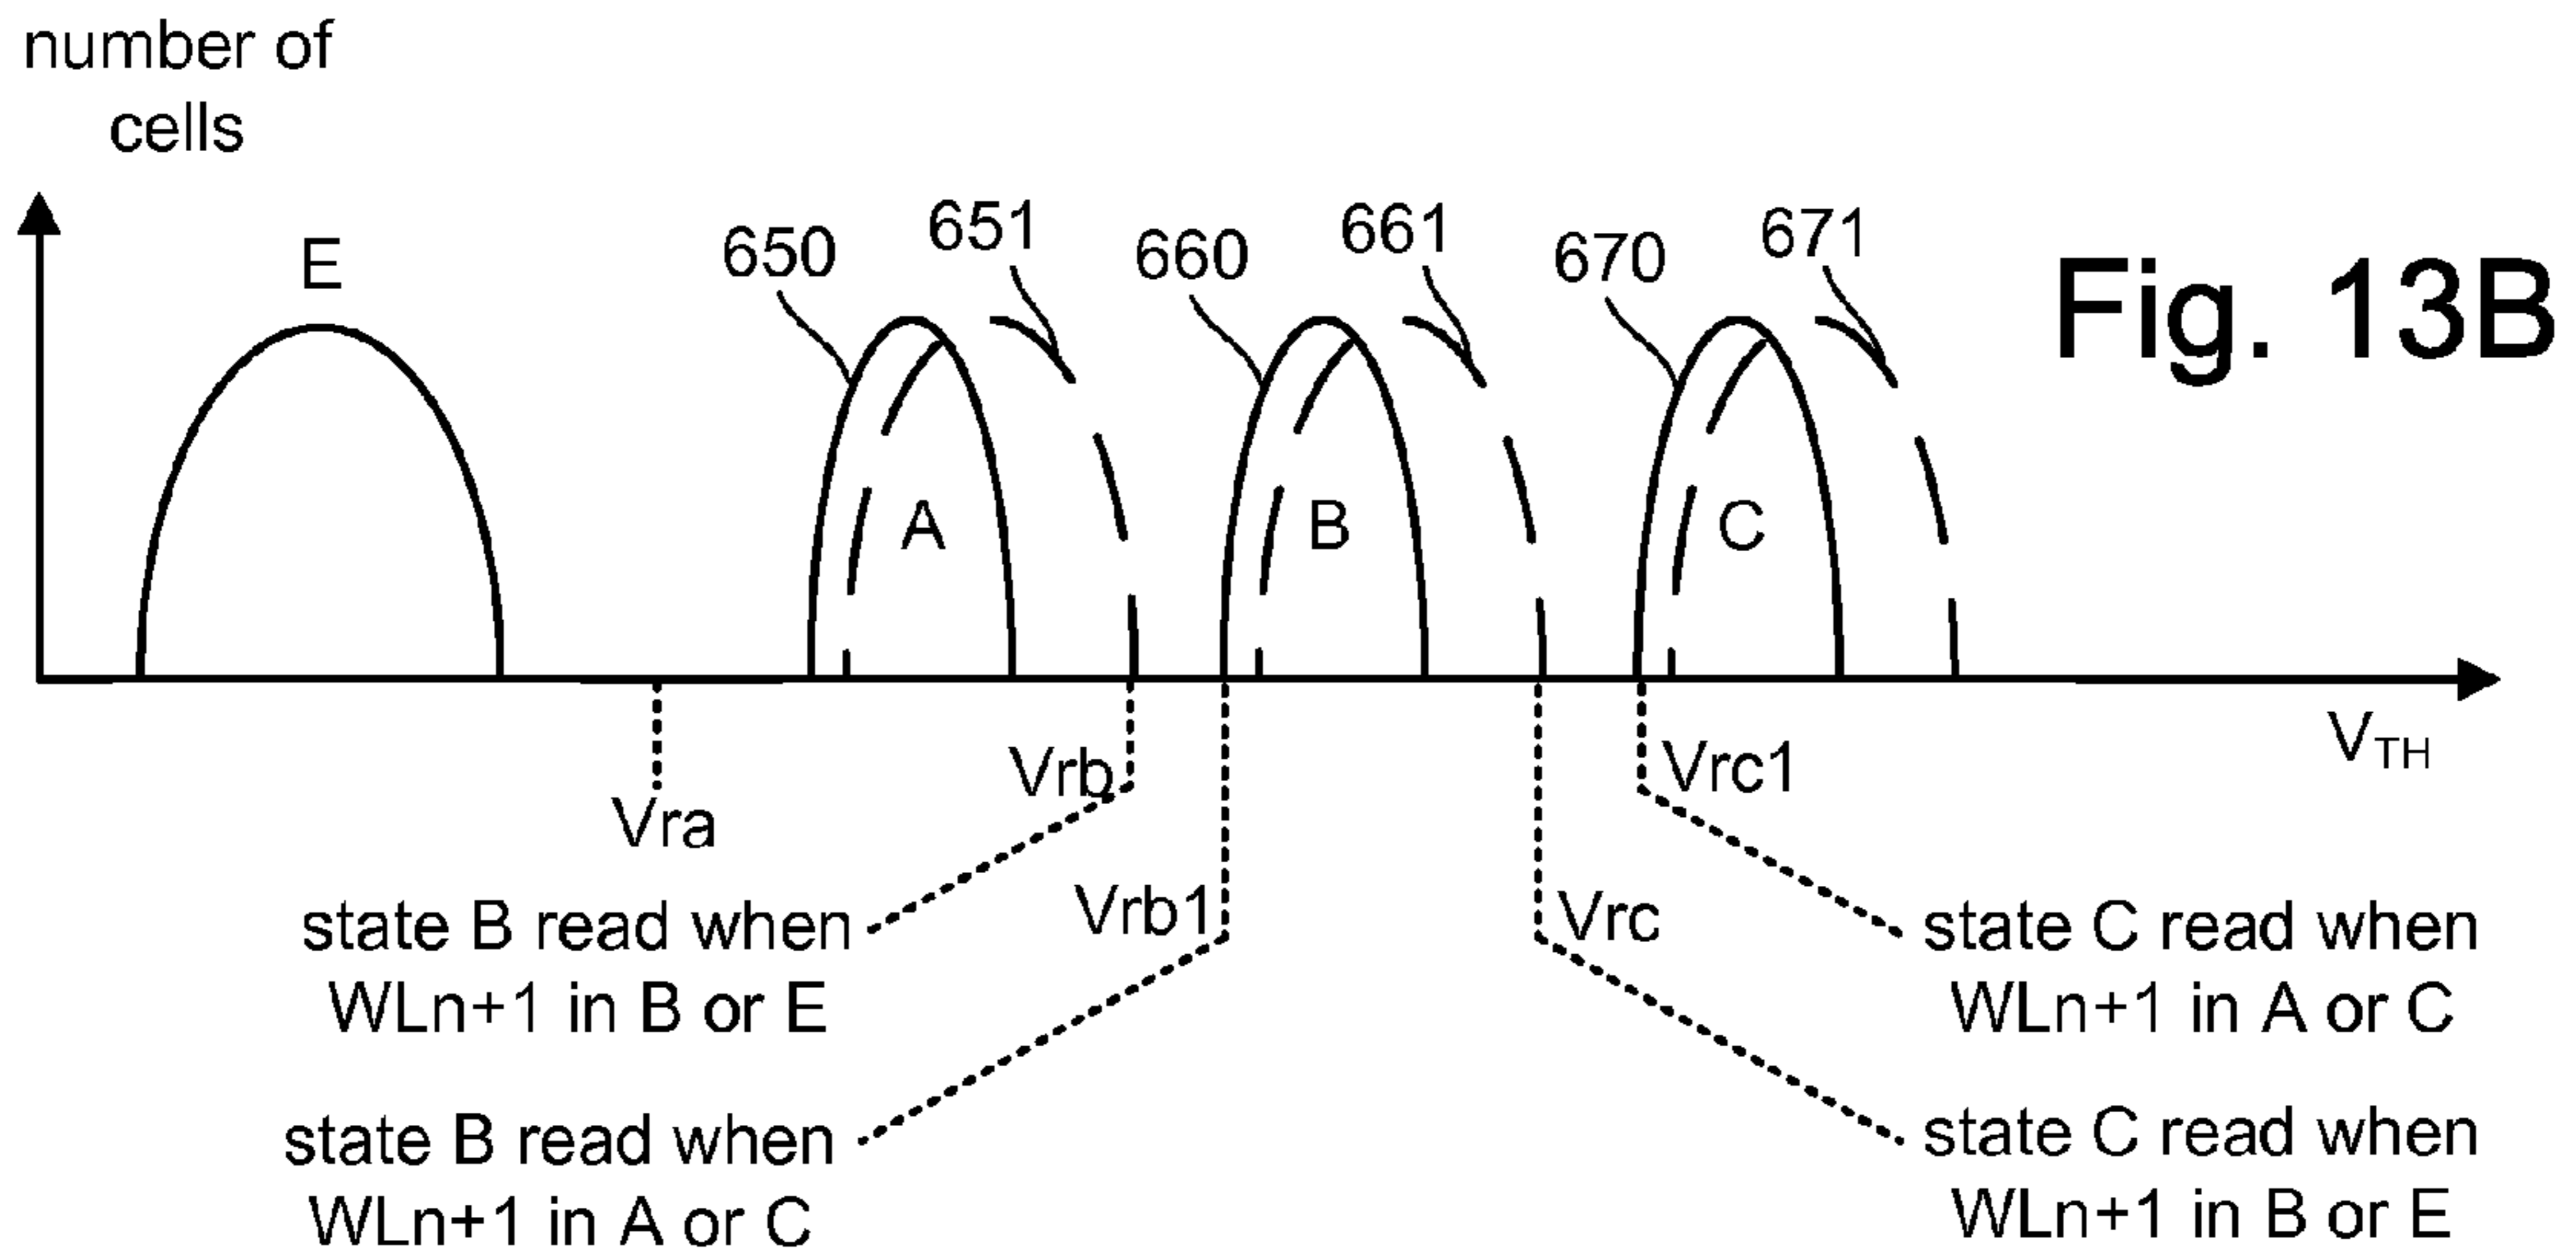 number of
cells
E
650
651
660
661
670
671
Fig. 13B
A
B
C
VTH
Vra
Vrb
Vrb1
Vrc
Vrc1
state B read when
WLn+1 in B or E
state C read when
WLn+1 in A or C
state B read when
WLn+1 in A or C
state C read when
WLn+1 in B or E